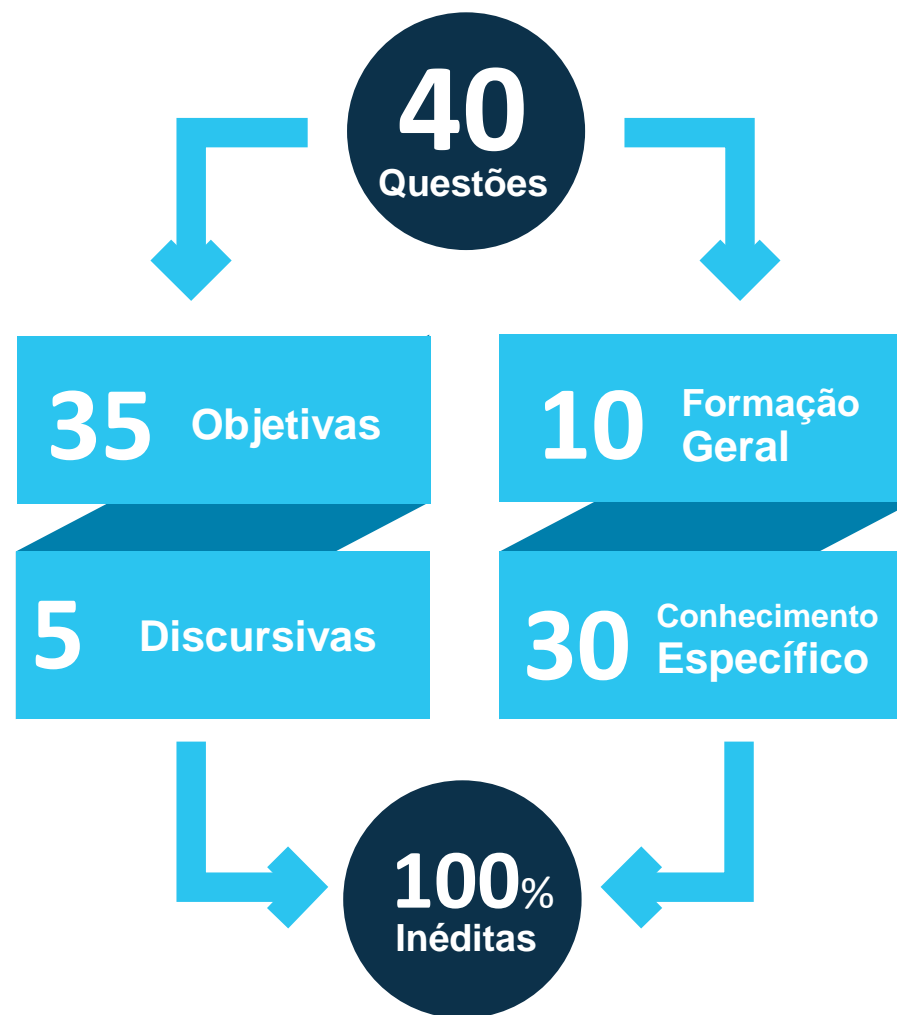 40
Questões
35 Objetivas
5 Discursivas
10 Formação
Geral
30 Conhecimento
Específico
100%
Inéditas